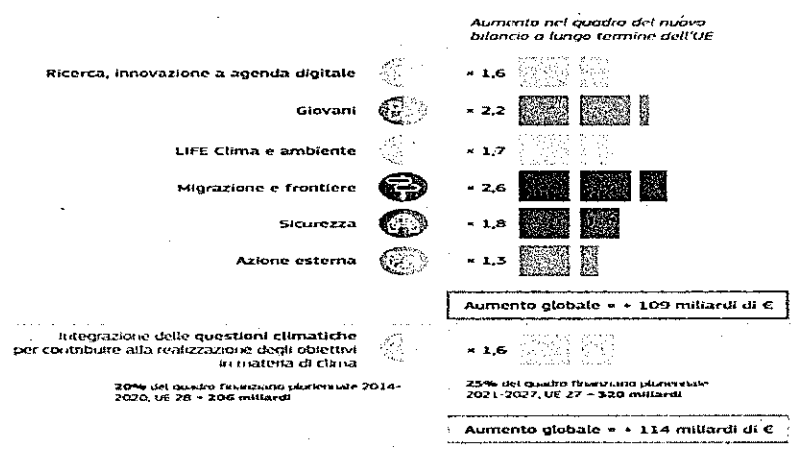 Aumento nel quadro del nuovo
bilancio a lungo termine dell'UE
Ricerca, innovazione a agenda digitale × 1,6
Giovani × 2,2
LIFE Clima e ambiente × 1,7
Migrazione e frontiere × 2,6
Sicurezza × 1,8
Azione esterna × 1,3
Aumento globale = + 109 miliardi di €
Integrazione delle questioni climatiche
per contribuire alla realizzazione degli obiettivi
in materia di clima
× 1,6
20% del quadro finanziario pluriennale 2014-
2020, UE 28 = 206 miliardi
25% del quadro finanziario pluriennale
2021-2027, UE 27 = 320 miliardi
Aumento globale = + 114 miliardi di €